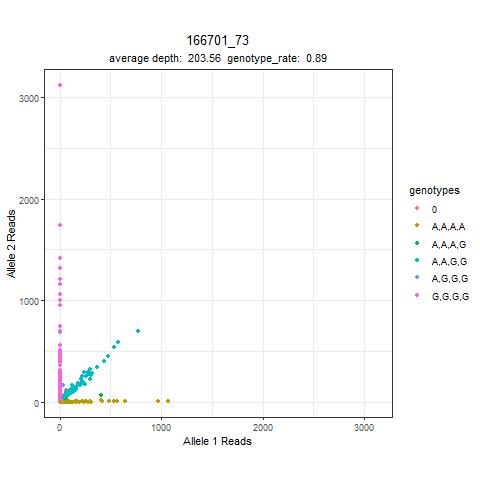 166701_73
average depth:  203.56  genotype_rate:  0.89
Allele 2 Reads
3000
2000
1000
0
0
1000
2000
3000
Allele 1 Reads
genotypes
0
A,A,A,A
A,A,A,G
A,A,G,G
A,G,G,G
G,G,G,G